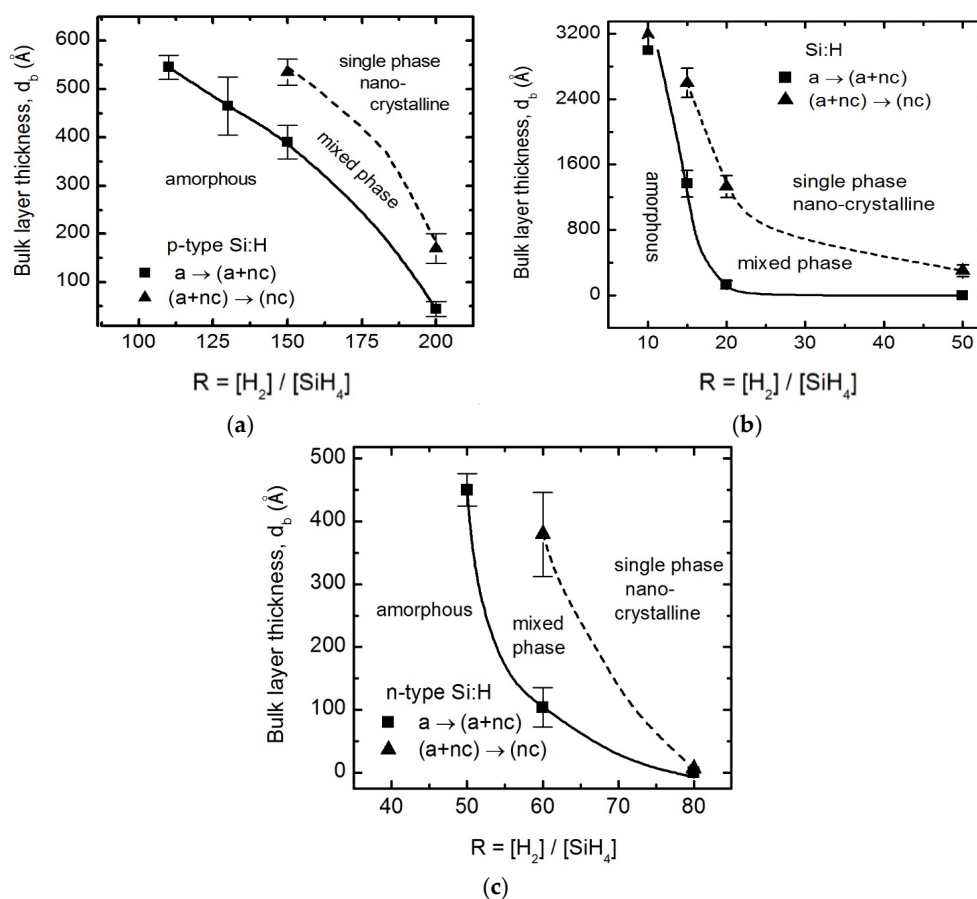 600
500
400
300
200
100
0
Bulk layer thickness, d_b (Å)
single phase
nano-
crystalline
mixed phase
amorphous
p-type Si:H
■ a → (a+nc)
▲ (a+nc) → (nc)
100 125 150 175 200
R = [H₂] / [SiH₄]
(a)
3200
2400
1600
800
0
Bulk layer thickness, d_b (Å)
Si:H
■ a → (a+nc)
▲ (a+nc) → (nc)
amorphous
single phase
nano-crystalline
mixed phase
10 20 30 40 50
R = [H₂] / [SiH₄]
(b)
500
400
300
200
100
0
Bulk layer thickness, d_b (Å)
single phase
nano-
crystalline
amorphous
mixed
phase
n-type Si:H
■ a → (a+nc)
▲ (a+nc) → (nc)
40 50 60 70 80
R = [H₂] / [SiH₄]
(c)